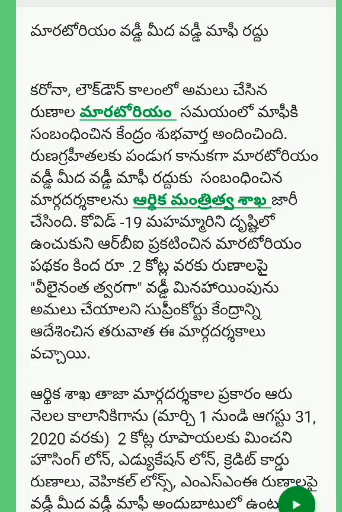 మారటోరియం వడ్డీ మీద వడ్డీ మాఫీ రద్దు
కరోనా, లౌక్‌డౌన్ కాలంలో అమలు చేసిన
రుణాల మారటోరియం సమయంలో మాఫీకి
సంబంధించిన కేంద్రం శుభవార్త అందించింది.
రుణగ్రహీతలకు పండుగ కానుకగా మారటోరియం
వడ్డీ మీద వడ్డీ మాఫీ రద్దుకు సంబంధించిన
మార్గదర్శకాలను ఆర్థిక మంత్రిత్వ శాఖ జారీ
చేసింది. కోవిడ్ -19 మహమ్మారిని దృష్టిలో
ఉంచుకుని ఆర్‌బీఐ ప్రకటించిన మారటోరియం
పథకం కింద రూ .2 కోట్ల వరకు రుణాలపై
"వీలైనంత త్వరగా" వడ్డీ మినహాయింపును
అమలు చేయాలని సుప్రీంకోర్టు కేంద్రాన్ని
ఆదేశించిన తరువాత ఈ మార్గదర్శకాలు
వచ్చాయి.
ఆర్థిక శాఖ తాజా మార్గదర్శకాల ప్రకారం ఆరు
నెలల కాలానికిగాను (మార్చి 1 నుండి ఆగస్టు 31,
2020 వరకు) 2 కోట్ల రూపాయలకు మించని
హౌసింగ్ లోన్, ఎడ్యుకేషన్ లోన్, క్రెడిట్ కార్డు
రుణాలు, వెహికల్ లోన్స్, ఎంఎస్ఎంఈ రుణాలపై
వడ్డీ మీద వడ్డీ మాఫీ అందుబాటులో